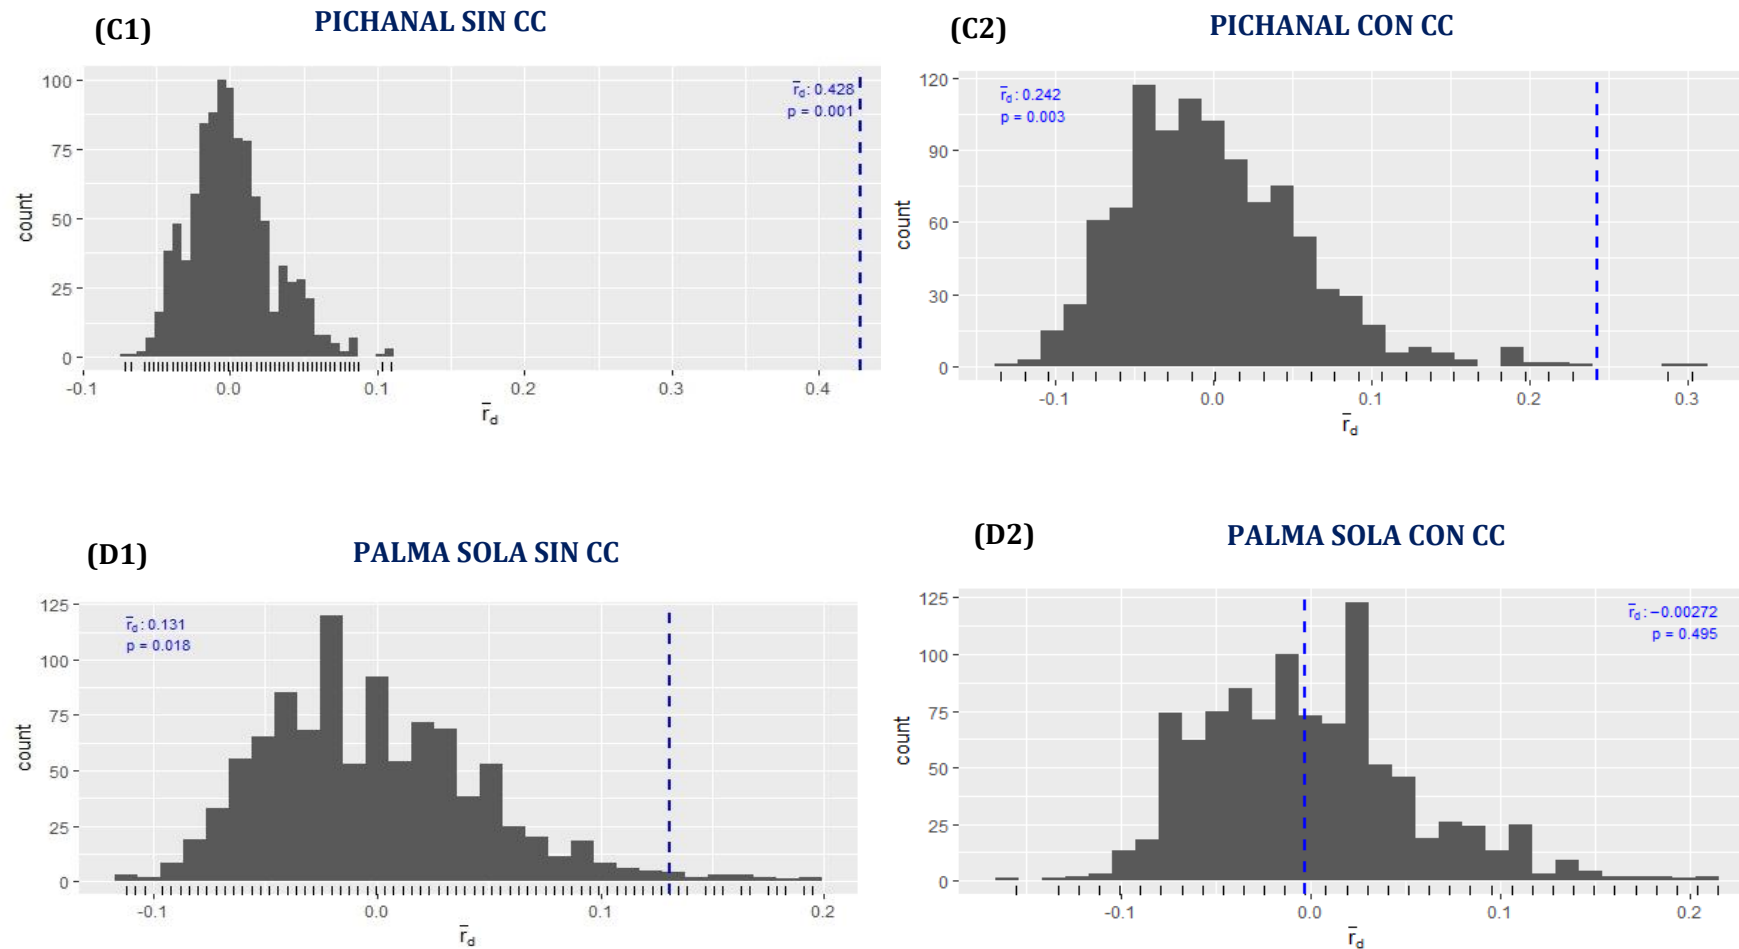 (C1)
PICHANAL SIN CC
100
75
50
25
0
count
r̄d: 0.428
p = 0.001
-0.1
0.0
0.1
0.2
0.3
0.4
r̄d
(C2)
PICHANAL CON CC
120
90
60
30
0
count
r̄d: 0.242
p = 0.003
-0.1
0.0
0.1
0.2
0.3
r̄d
(D1)
PALMA SOLA SIN CC
125
100
75
50
25
0
count
r̄d: 0.131
p = 0.018
-0.1
0.0
0.1
0.2
r̄d
(D2)
PALMA SOLA CON CC
125
100
75
50
25
0
count
r̄d: −0.00272
p = 0.495
-0.1
0.0
0.1
0.2
r̄d